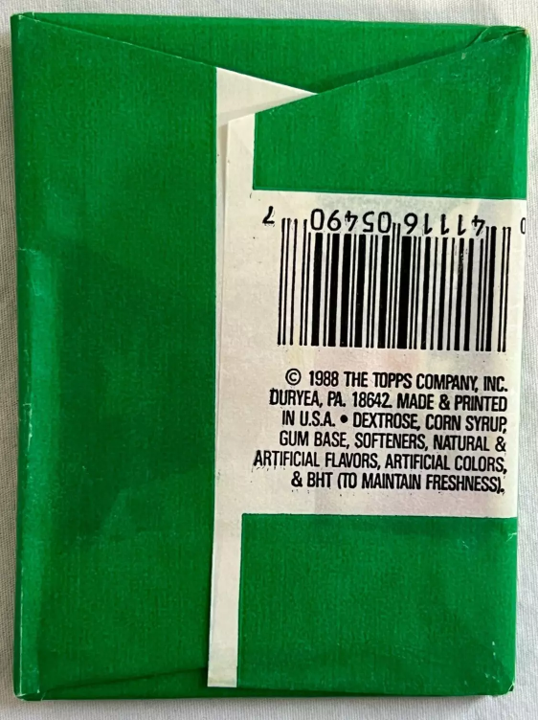 0 41116 05490 7
© 1988 THE TOPPS COMPANY, INC.
DURYEA, PA. 18642. MADE & PRINTED
IN U.S.A. • DEXTROSE, CORN SYRUP,
GUM BASE, SOFTENERS, NATURAL &
ARTIFICIAL FLAVORS, ARTIFICIAL COLORS,
& BHT (TO MAINTAIN FRESHNESS).